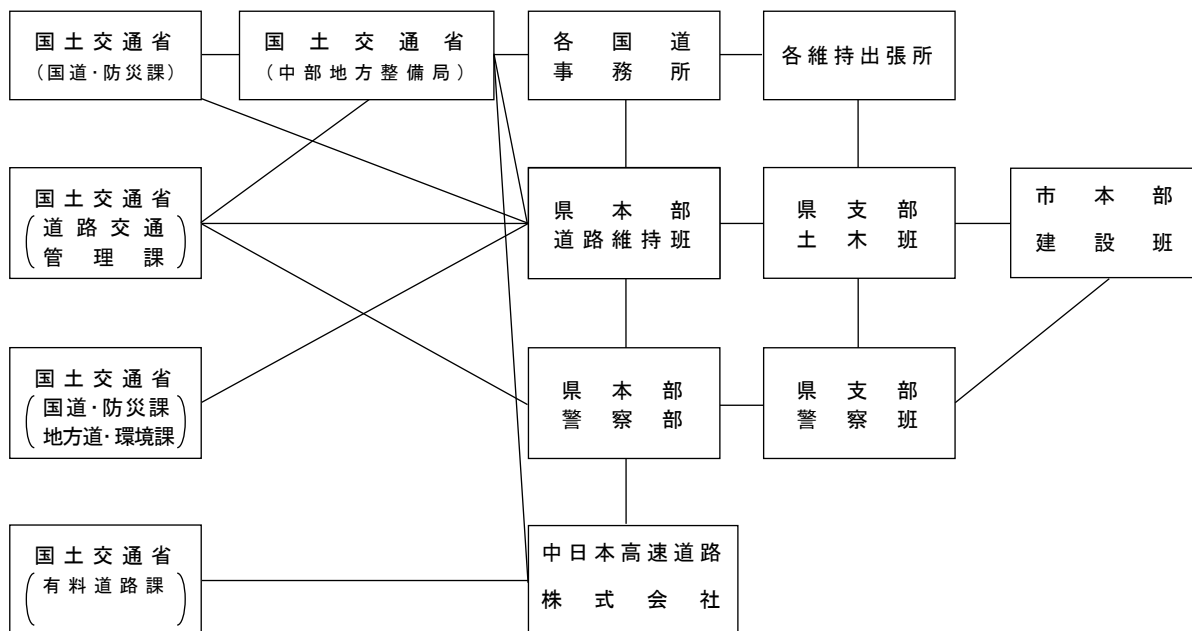 国土交通省
（国道・防災課）
国土交通省
（中部地方整備局）
各国道
事務所
各維持出張所
国土交通省
道路交通
管理課
県本部
道路維持班
県支部
土木班
市本部
建設班
国土交通省
国道・防災課
地方道・環境課
県本部
警察部
県支部
警察班
国土交通省
有料道路課
中日本高速道路
株式会社